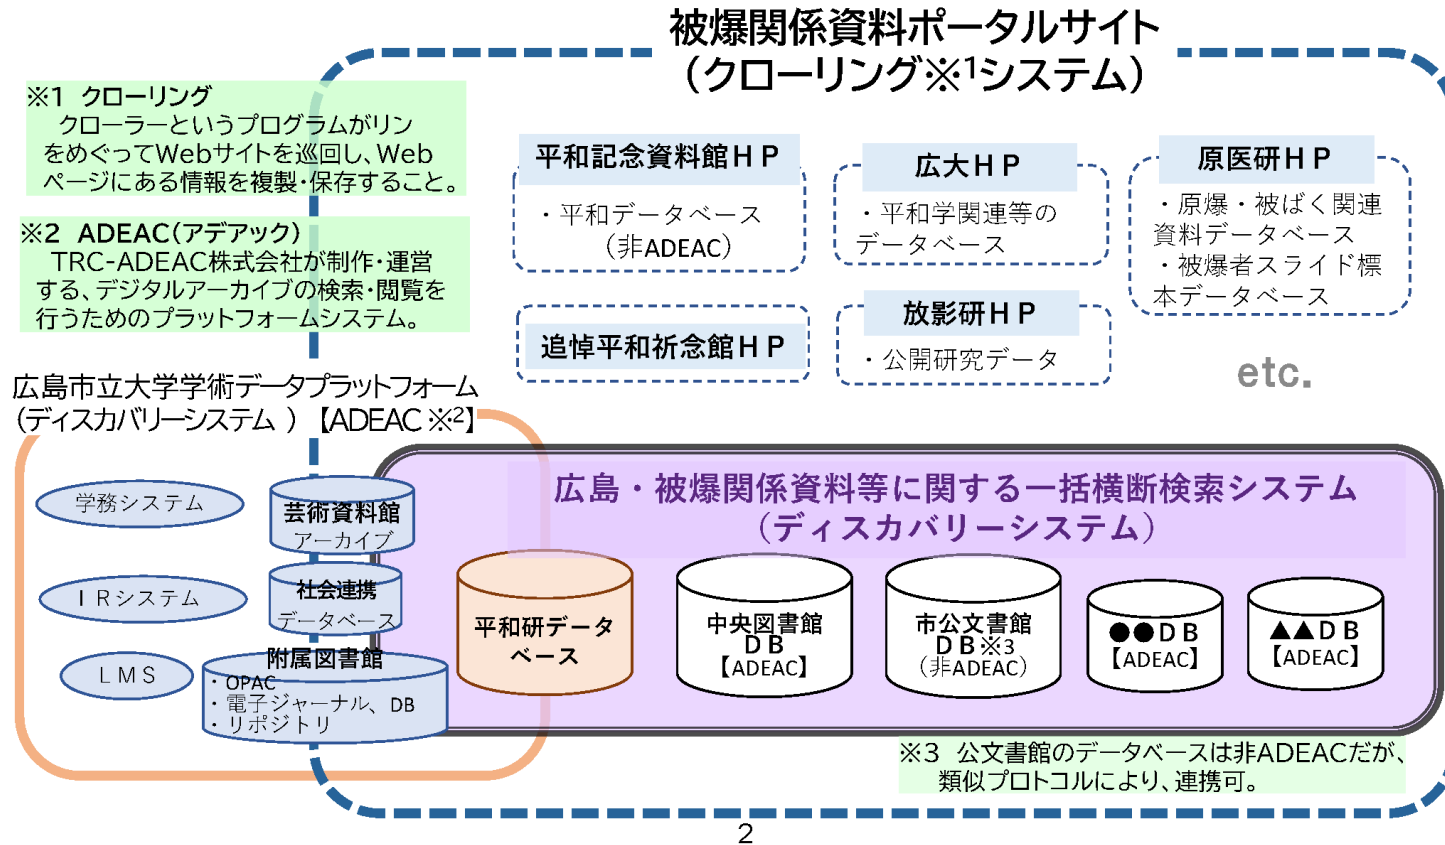 被爆関係資料ポータルサイト
（クローリング※1システム）
※1 クローリング
クローラーというプログラムがリン
をめぐってWebサイトを巡回し、Web
ページにある情報を複製・保存すること。
※2 ADEAC（アデアック）
TRC-ADEAC株式会社が制作・運営
する、デジタルアーカイブの検索・閲覧を
行うためのプラットフォームシステム。
平和記念資料館ＨＰ
・平和データベース
（非ADEAC）
広大ＨＰ
・平和学関連等の
データベース
原医研ＨＰ
・原爆・被ばく関連
資料データベース
・被爆者スライド標
本データベース
追悼平和祈念館ＨＰ
放影研ＨＰ
・公開研究データ
etc.
広島市立大学学術データプラットフォーム
（ディスカバリーシステム ）【ADEAC※2】
学務システム
ＩＲシステム
ＬＭＳ
芸術資料館
アーカイブ
社会連携
データベース
附属図書館
・OPAC
・電子ジャーナル、DB
・リポジトリ
広島・被爆関係資料等に関する一括横断検索システム
（ディスカバリーシステム）
平和研データ
ベース
中央図書館
ＤＢ
【ADEAC】
市公文書館
ＤＢ※3
（非ADEAC）
●●ＤＢ
【ADEAC】
▲▲ＤＢ
【ADEAC】
※3 公文書館のデータベースは非ADEACだが、
類似プロトコルにより、連携可。
2